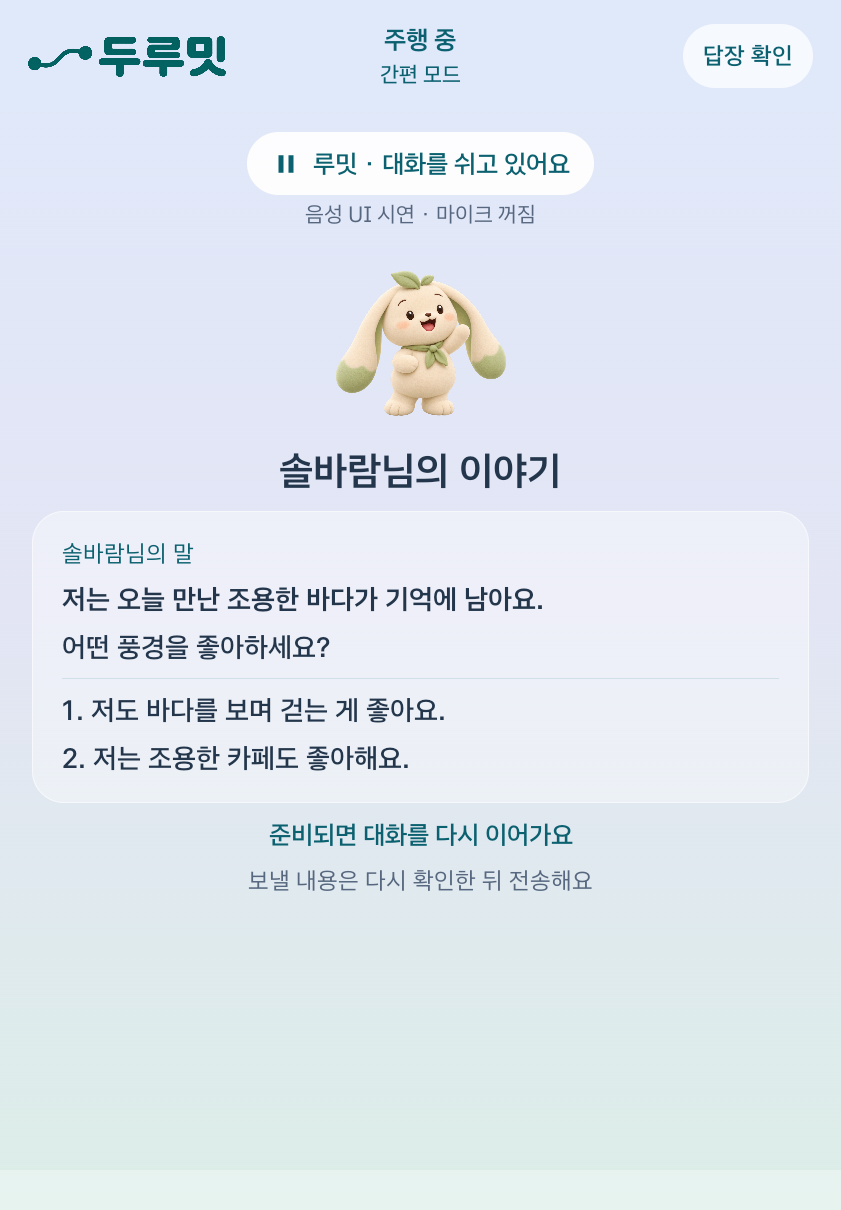 두루밋
주행 중
간편 모드
답장 확인
루밋 · 대화를 쉬고 있어요
음성 UI 시연 · 마이크 꺼짐
솔바람님의 이야기
솔바람님의 말
저는 오늘 만난 조용한 바다가 기억에 남아요.
어떤 풍경을 좋아하세요?
1. 저도 바다를 보며 걷는 게 좋아요.
2. 저는 조용한 카페도 좋아해요.
준비되면 대화를 다시 이어가요
보낼 내용은 다시 확인한 뒤 전송해요